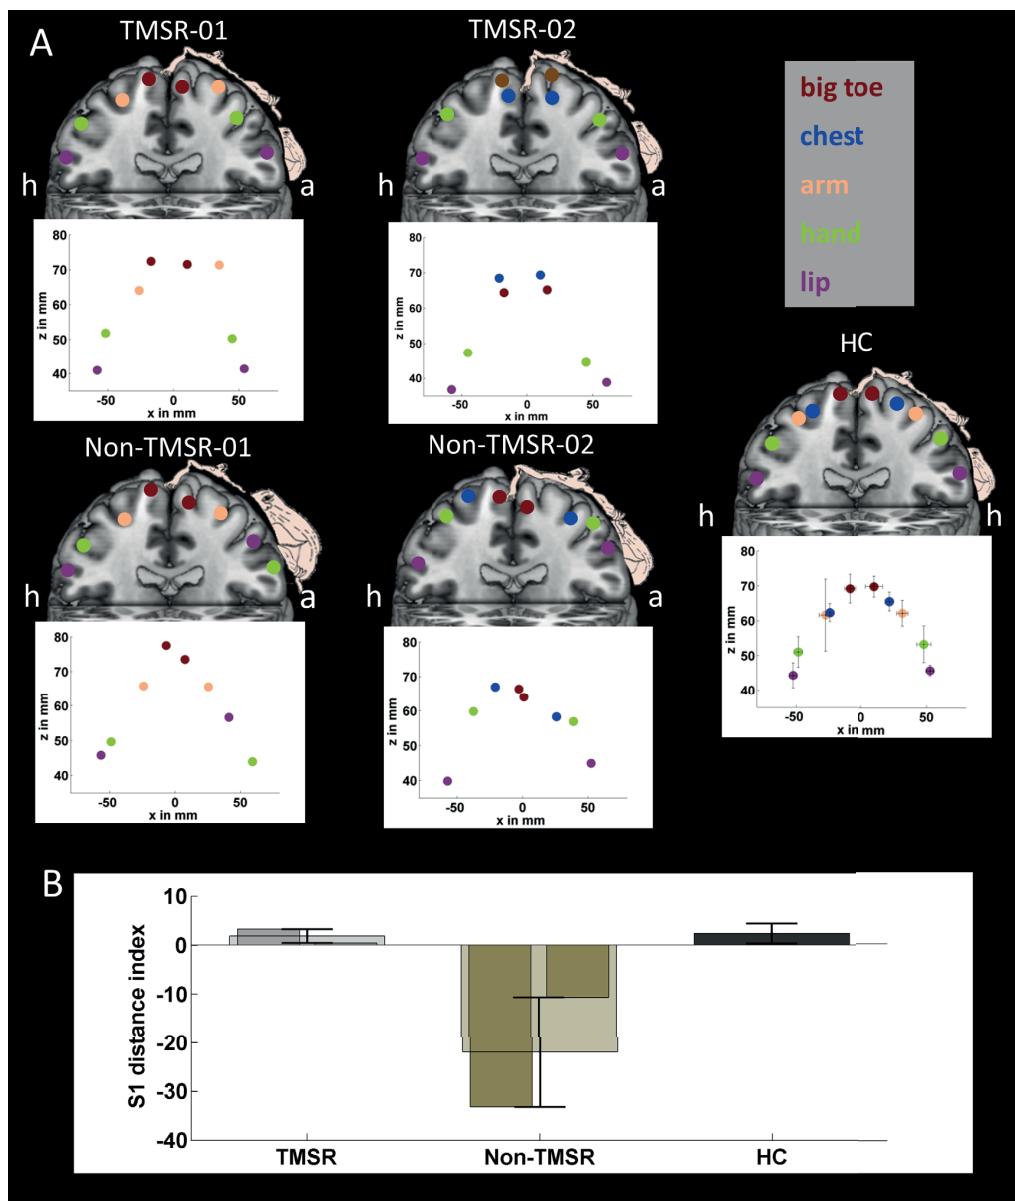 A
TMSR-01
TMSR-02
big toe
chest
arm
hand
lip
h
a
h
a
80
70
60
50
40
z in mm
-50
0
50
x in mm
80
70
60
50
40
z in mm
-50
0
50
x in mm
HC
h
h
Non-TMSR-01
Non-TMSR-02
h
a
h
a
80
70
60
50
40
z in mm
-50
0
50
x in mm
80
70
60
50
40
z in mm
-50
0
50
x in mm
80
70
60
50
40
z in mm
-50
0
50
x in mm
B
10
0
-10
-20
-30
-40
S1 distance index
TMSR
Non-TMSR
HC